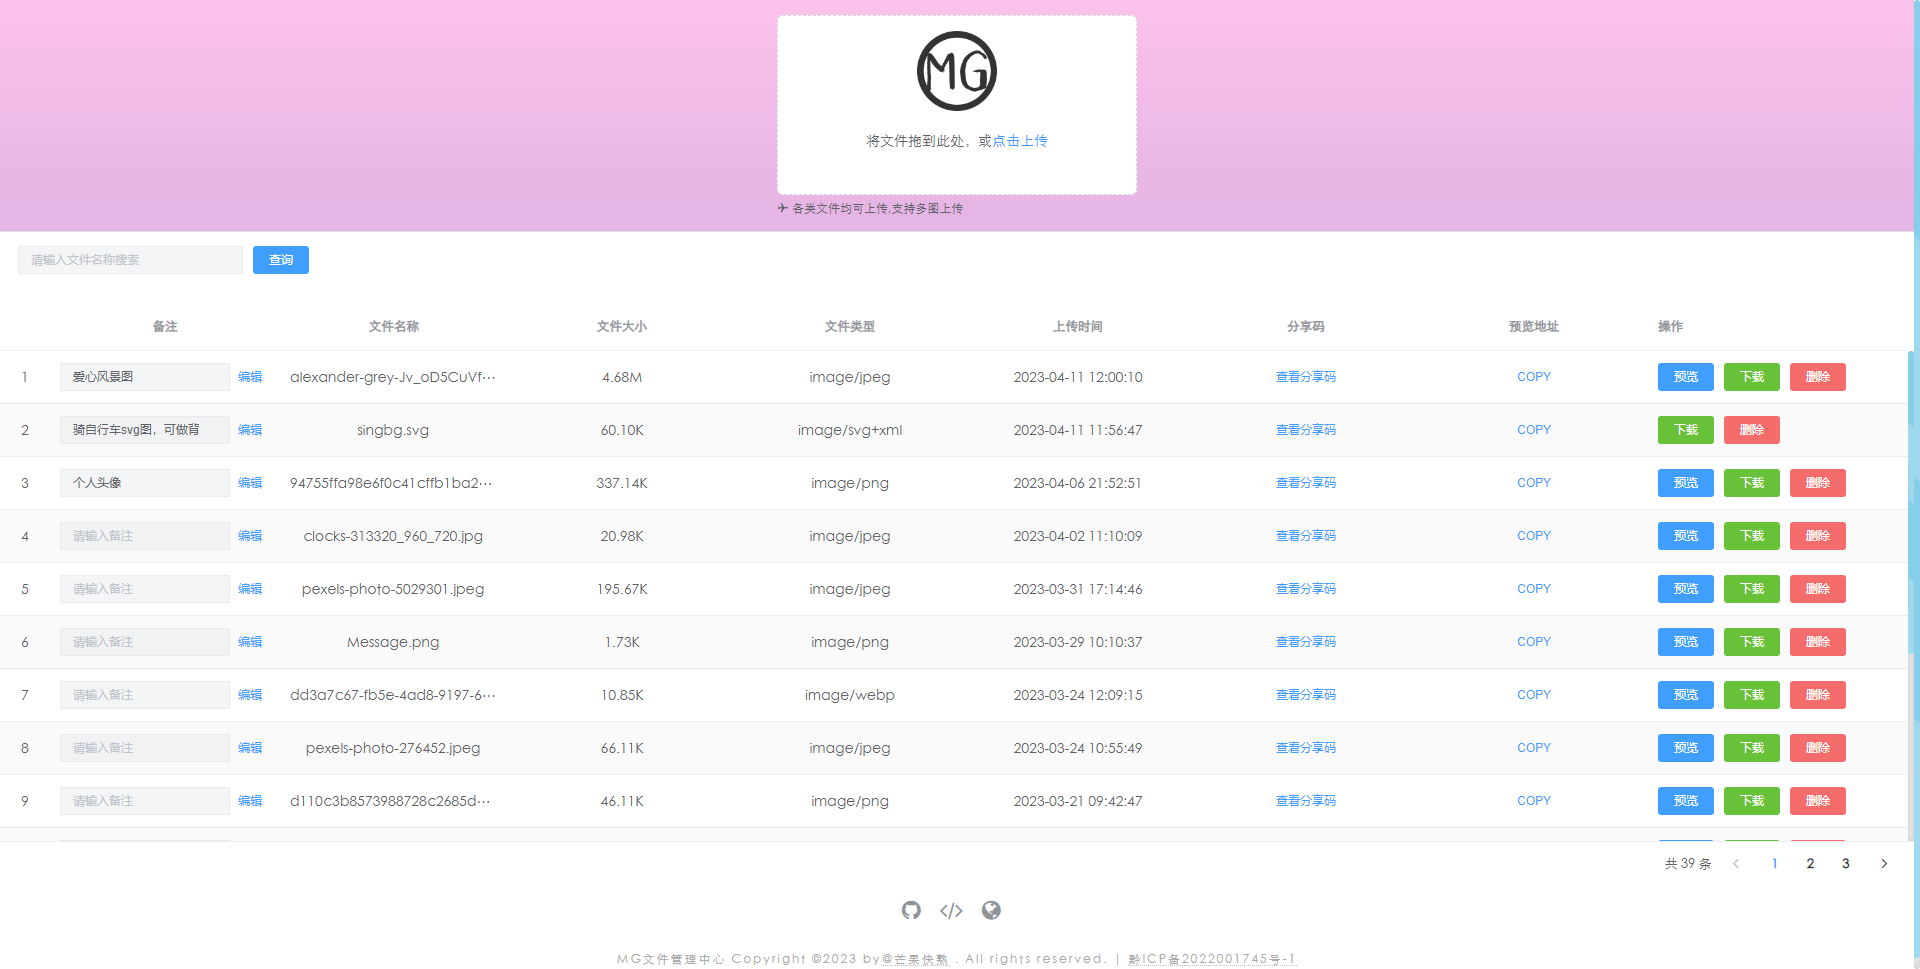 MG
将文件拖到此处，或点击上传
各类文件均可上传,支持多图上传
请输入文件名称搜索 查询
备注 文件名称 文件大小 文件类型 上传时间 分享码 预览地址 操作
1 爱心风景图 编辑 alexander-grey-Jv_oD5CuVf··· 4.68M image/jpeg 2023-04-11 12:00:10 查看分享码 COPY 预览 下载 删除
2 骑自行车svg图，可做背 编辑 singbg.svg 60.10K image/svg+xml 2023-04-11 11:56:47 查看分享码 COPY 下载 删除
3 个人头像 编辑 94755ffa98e6f0c41cffb1ba2··· 337.14K image/png 2023-04-06 21:52:51 查看分享码 COPY 预览 下载 删除
4 请输入备注 编辑 clocks-313320_960_720.jpg 20.98K image/jpeg 2023-04-02 11:10:09 查看分享码 COPY 预览 下载 删除
5 请输入备注 编辑 pexels-photo-5029301.jpeg 195.67K image/jpeg 2023-03-31 17:14:46 查看分享码 COPY 预览 下载 删除
6 请输入备注 编辑 Message.png 1.73K image/png 2023-03-29 10:10:37 查看分享码 COPY 预览 下载 删除
7 请输入备注 编辑 dd3a7c67-fb5e-4ad8-9197-6··· 10.85K image/webp 2023-03-24 12:09:15 查看分享码 COPY 预览 下载 删除
8 请输入备注 编辑 pexels-photo-276452.jpeg 66.11K image/jpeg 2023-03-24 10:55:49 查看分享码 COPY 预览 下载 删除
9 请输入备注 编辑 d110c3b8573988728c2685d··· 46.11K image/png 2023-03-21 09:42:47 查看分享码 COPY 预览 下载 删除
共 39 条 1 2 3
MG文件管理中心 Copyright ©2023 by@芒果快熟 . All rights reserved. | 黔ICP备2022001745号-1